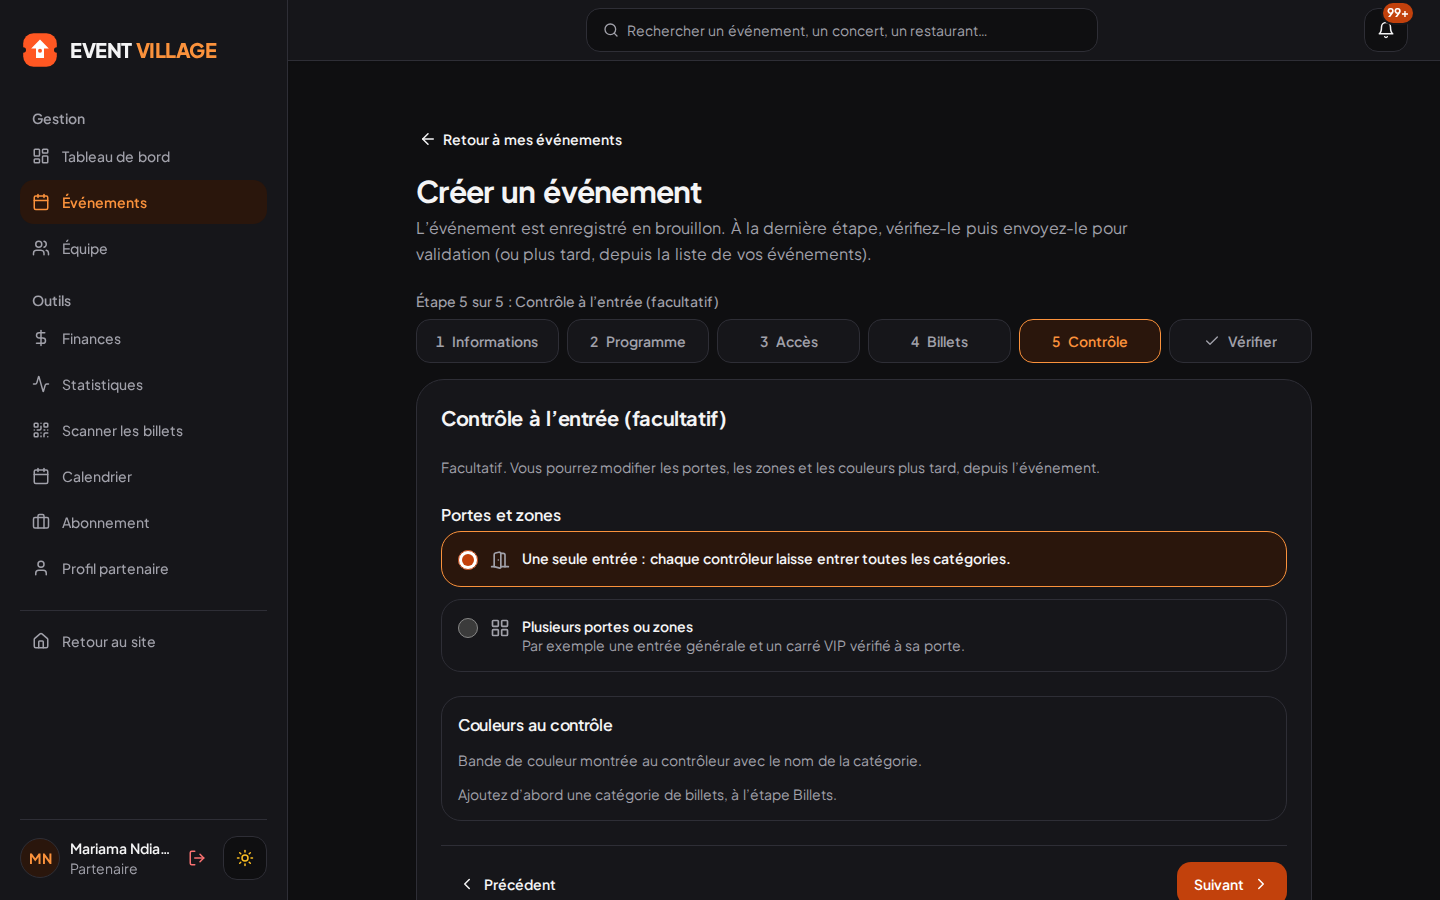 EVENT VILLAGE
Rechercher un événement, un concert, un restaurant...
99+
Gestion
Tableau de bord
Événements
Équipe
Outils
Finances
Statistiques
Scanner les billets
Calendrier
Abonnement
Profil partenaire
Retour au site
MN
Mariama Ndia...
Partenaire
Retour à mes événements
Créer un événement
L'événement est enregistré en brouillon. À la dernière étape, vérifiez-le puis envoyez-le pour
validation (ou plus tard, depuis la liste de vos événements).
Étape 5 sur 5 : Contrôle à l'entrée (facultatif)
1 Informations
2 Programme
3 Accès
4 Billets
5 Contrôle
Vérifier
Contrôle à l'entrée (facultatif)
Facultatif. Vous pourrez modifier les portes, les zones et les couleurs plus tard, depuis l'événement.
Portes et zones
Une seule entrée : chaque contrôleur laisse entrer toutes les catégories.
Plusieurs portes ou zones
Par exemple une entrée générale et un carré VIP vérifié à sa porte.
Couleurs au contrôle
Bande de couleur montrée au contrôleur avec le nom de la catégorie.
Ajoutez d'abord une catégorie de billets, à l'étape Billets.
Précédent
Suivant